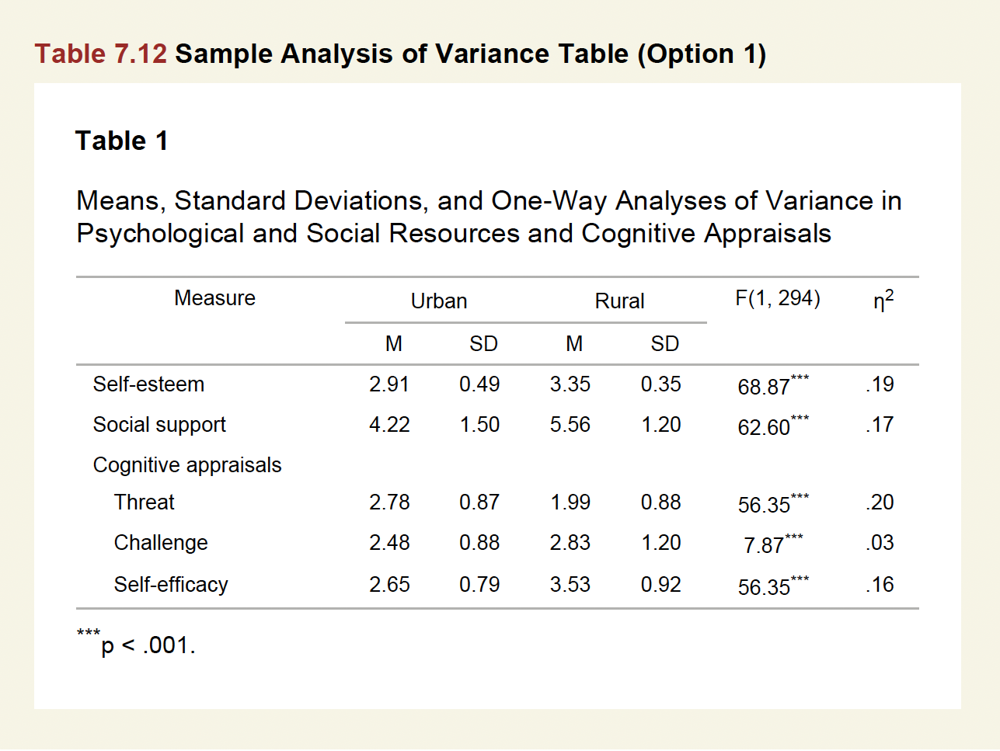 Table 7.12 Sample Analysis of Variance Table (Option 1)
Table 1
Means, Standard Deviations, and One-Way Analyses of Variance in
Psychological and Social Resources and Cognitive Appraisals
Measure Urban Rural F(1, 294) η²
M SD M SD
Self-esteem 2.91 0.49 3.35 0.35 68.87*** .19
Social support 4.22 1.50 5.56 1.20 62.60*** .17
Cognitive appraisals
Threat 2.78 0.87 1.99 0.88 56.35*** .20
Challenge 2.48 0.88 2.83 1.20 7.87*** .03
Self-efficacy 2.65 0.79 3.53 0.92 56.35*** .16
***p < .001.